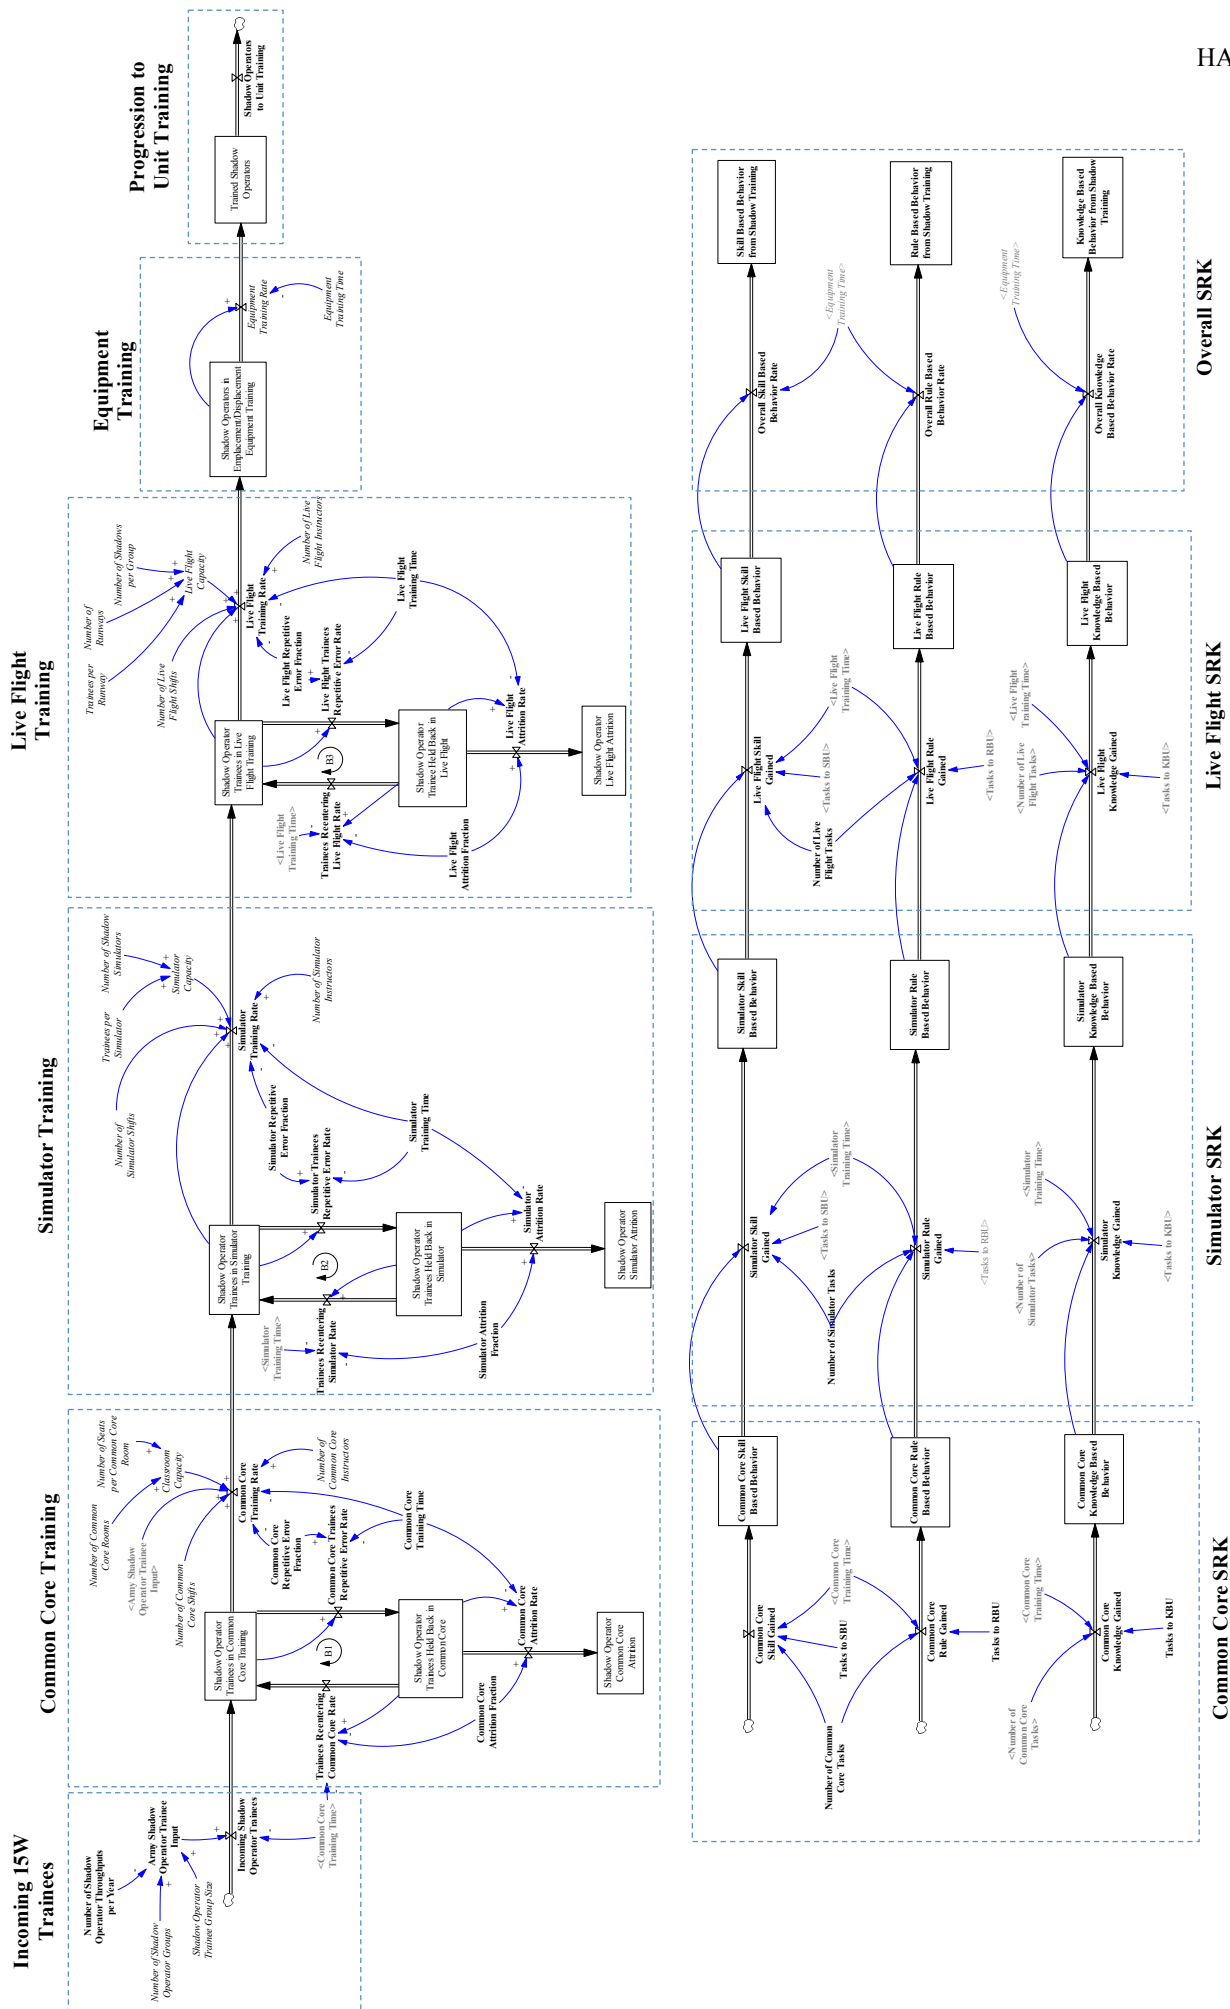 HA
Incoming 15W
Trainees
Number of Shadow
Operator Throughputs
per Year
Army Shadow
Operator Trainee
Input
Number of Shadow
Operator Groups
Shadow Operator
Trainee Group Size
Incoming Shadow
Operator Trainees
<Common Core
Training Time>
Common Core Training
Number of Common
Core Rooms
Number of Seats
per Common Core
Room
Classroom
Capacity
<Army Shadow
Operator Trainee
Input>
Number of Common
Core Shifts
Common Core
Training Rate
Number of
Common Core
Instructors
Shadow Operator
Trainees in Common
Core Training
Common Core
Repetitive Error
Fraction
Common Core Trainees
Repetitive Error Rate
Common Core
Training Time
B1
Trainees Reentering
Common Core Rate
Shadow Operator
Trainees Held Back in
Common Core
Common Core
Attrition Fraction
Common Core
Attrition Rate
Shadow Operator
Common Core
Attrition
Simulator Training
Number of
Simulator Shifts
Trainees per
Simulator
Number of Shadow
Simulators
Simulator
Capacity
Simulator
Training Rate
Number of Simulator
Instructors
Shadow Operator
Trainees in Simulator
Training
Simulator Repetitive
Error Fraction
Simulator Trainees
Repetitive Error Rate
Simulator
Training Time
B2
<Simulator
Training Time>
Trainees Reentering
Simulator Rate
Shadow Operator
Trainees Held Back in
Simulator
Simulator Attrition
Fraction
Simulator
Attrition Rate
Shadow Operator
Simulator Attrition
Live Flight
Training
Trainees per
Runway
Number of
Runways
Number of Shadows
per Group
Live Flight
Capacity
Number of Live
Flight Shifts
Live Flight
Training Rate
Number of Live
Flight Instructors
Shadow Operator
Trainees in Live
Flight Training
Live Flight Repetitive
Error Fraction
Live Flight Trainees
Repetitive Error Rate
Live Flight
Training Time
B3
<Live Flight
Training Time>
Trainees Reentering
Live Flight Rate
Shadow Operator
Trainee Held Back in
Live Flight
Live Flight
Attrition Fraction
Live Flight
Attrition Rate
Shadow Operator
Live Flight Attrition
Equipment
Training
Shadow Operators in
Emplacement/Displacement
Equipment Training
Equipment
Training Rate
Equipment
Training Time
Progression to
Unit Training
Trained Shadow
Operators
Shadow Operators
to Unit Training
Common Core Skill
Based Behavior
Common Core
Skill Gained
Tasks to SBU
<Common Core
Training Time>
Number of Common
Core Tasks
Common Core
Rule Gained
Tasks to RBU
Common Core Rule
Based Behavior
<Number of
Common Core
Tasks>
<Common Core
Training Time>
Common Core
Knowledge Gained
Tasks to KBU
Common Core
Knowledge Based
Behavior
Common Core SRK
Simulator Skill
Gained
<Tasks to SBU>
<Simulator
Training Time>
Simulator Skill
Based Behavior
Number of Simulator Tasks
Simulator Rule
Gained
<Tasks to RBU>
Simulator Rule
Based Behavior
<Number of
Simulator Tasks>
<Simulator
Training Time>
Simulator
Knowledge Gained
<Tasks to KBU>
Simulator
Knowledge Based
Behavior
Simulator SRK
Live Flight Skill
Gained
<Tasks to SBU>
<Live Flight
Training Time>
Live Flight Skill
Based Behavior
Number of Live
Flight Tasks
Live Flight Rule
Gained
<Tasks to RBU>
Live Flight Rule
Based Behavior
<Number of Live
Flight Tasks>
<Live Flight
Training Time>
Live Flight
Knowledge Gained
<Tasks to KBU>
Live Flight
Knowledge Based
Behavior
Live Flight SRK
Overall Skill Based
Behavior Rate
<Equipment
Training Time>
Skill Based Behavior
from Shadow Training
Overall Rule Based
Behavior Rate
Rule Based Behavior
from Shadow Training
<Equipment
Training Time>
Overall Knowledge
Based Behavior Rate
Knowledge Based
Behavior from Shadow
Training
Overall SRK